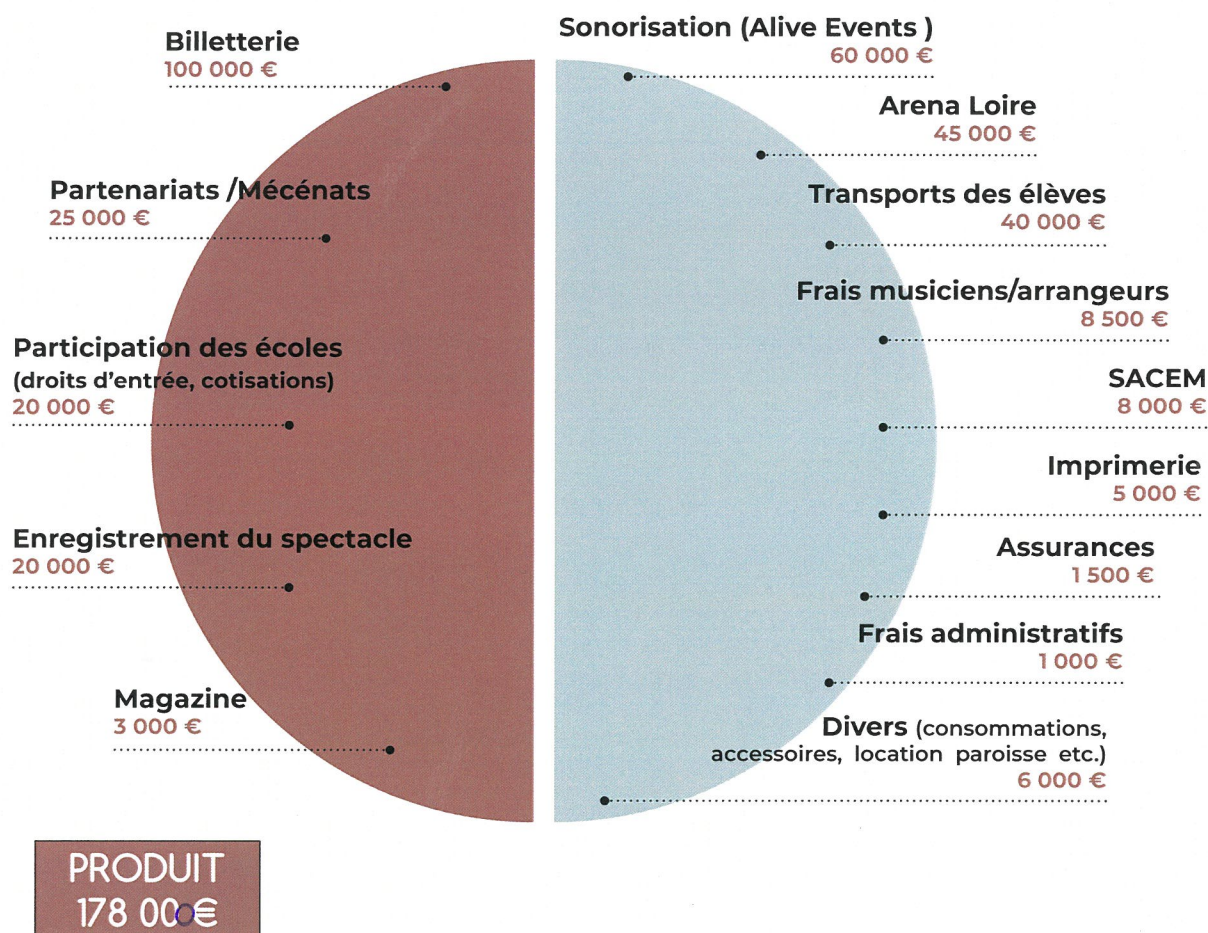 Billetterie
100 000 €
Partenariats /Mécénats
25 000 €
Participation des écoles
(droits d'entrée, cotisations)
20 000 €
Enregistrement du spectacle
20 000 €
Magazine
3 000 €
PRODUIT
178 000€
Sonorisation (Alive Events )
60 000 €
Arena Loire
45 000 €
Transports des élèves
40 000 €
Frais musiciens/arrangeurs
8 500 €
SACEM
8 000 €
Imprimerie
5 000 €
Assurances
1 500 €
Frais administratifs
1 000 €
Divers (consommations,
accessoires, location paroisse etc.)
6 000 €